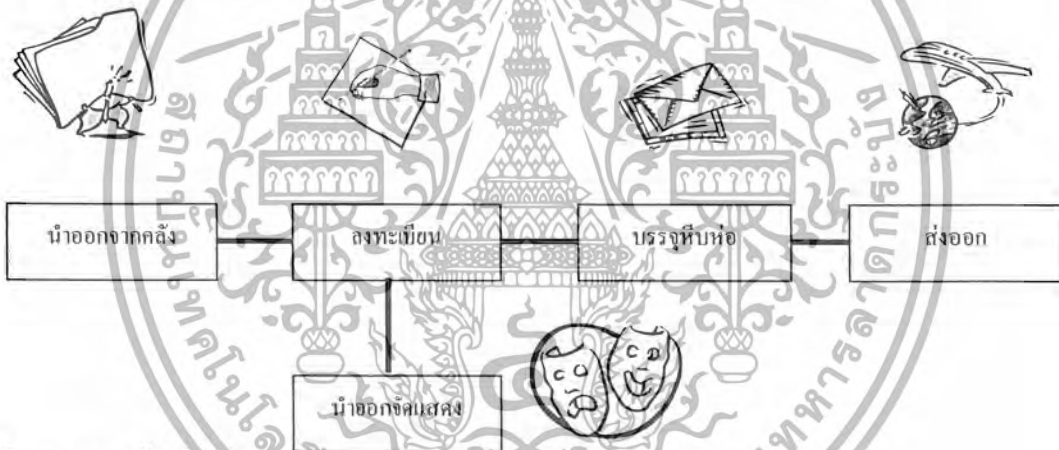 นำออกจากคลัง
ลงทะเบียน
บรรจุหีบห่อ
ส่งออก
นำออกจัดแสดง